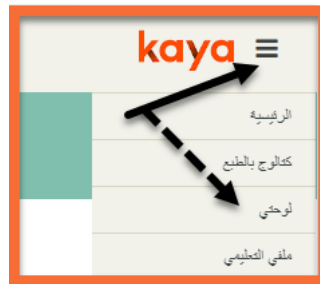 kaya
الرئيسية
كتالوج بالطبع
لوحتي
ملفي التعليمي